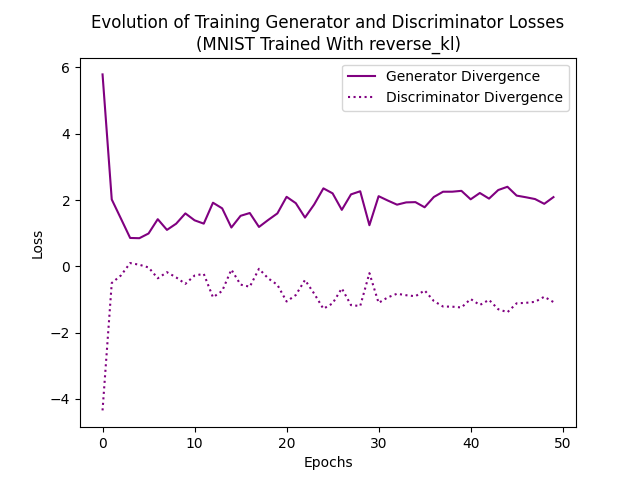 Evolution of Training Generator and Discriminator Losses
(MNIST Trained With reverse_kl)
Generator Divergence
Discriminator Divergence
6
4
2
0
−2
−4
Loss
0
10
20
30
40
50
Epochs